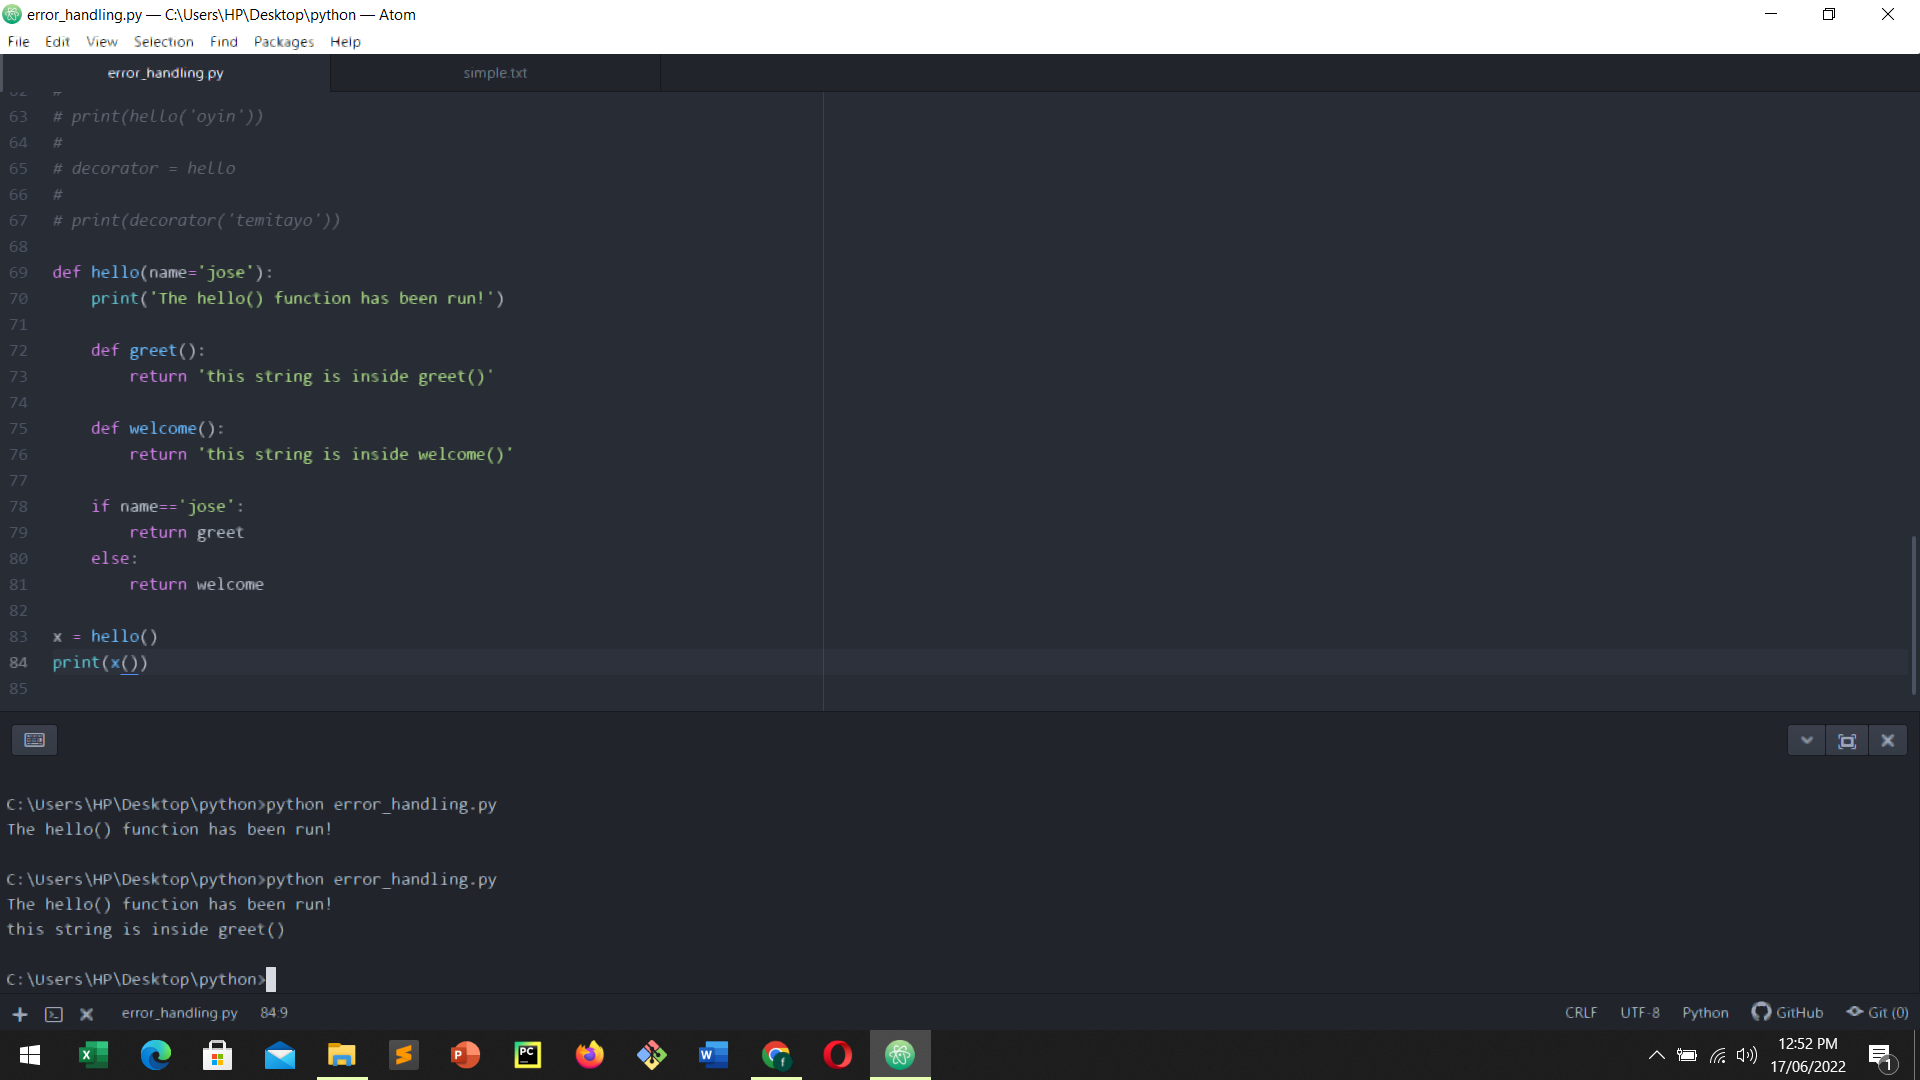 error_handling.py — C:\Users\HP\Desktop\python — Atom
File Edit View Selection Find Packages Help
error_handling.py simple.txt
62 #
63 # print(hello('oyin'))
64 #
65 # decorator = hello
66 #
67 # print(decorator('temitayo'))
68
69 def hello(name='jose'):
70 print('The hello() function has been run!')
71
72 def greet():
73 return 'this string is inside greet()'
74
75 def welcome():
76 return 'this string is inside welcome()'
77
78 if name=='jose':
79 return greet
80 else:
81 return welcome
82
83 x = hello()
84 print(x())
85
C:\Users\HP\Desktop\python>python error_handling.py
The hello() function has been run!
C:\Users\HP\Desktop\python>python error_handling.py
The hello() function has been run!
this string is inside greet()
C:\Users\HP\Desktop\python>
error_handling.py 84:9 CRLF UTF-8 Python GitHub Git (0)
12:52 PM
17/06/2022
1